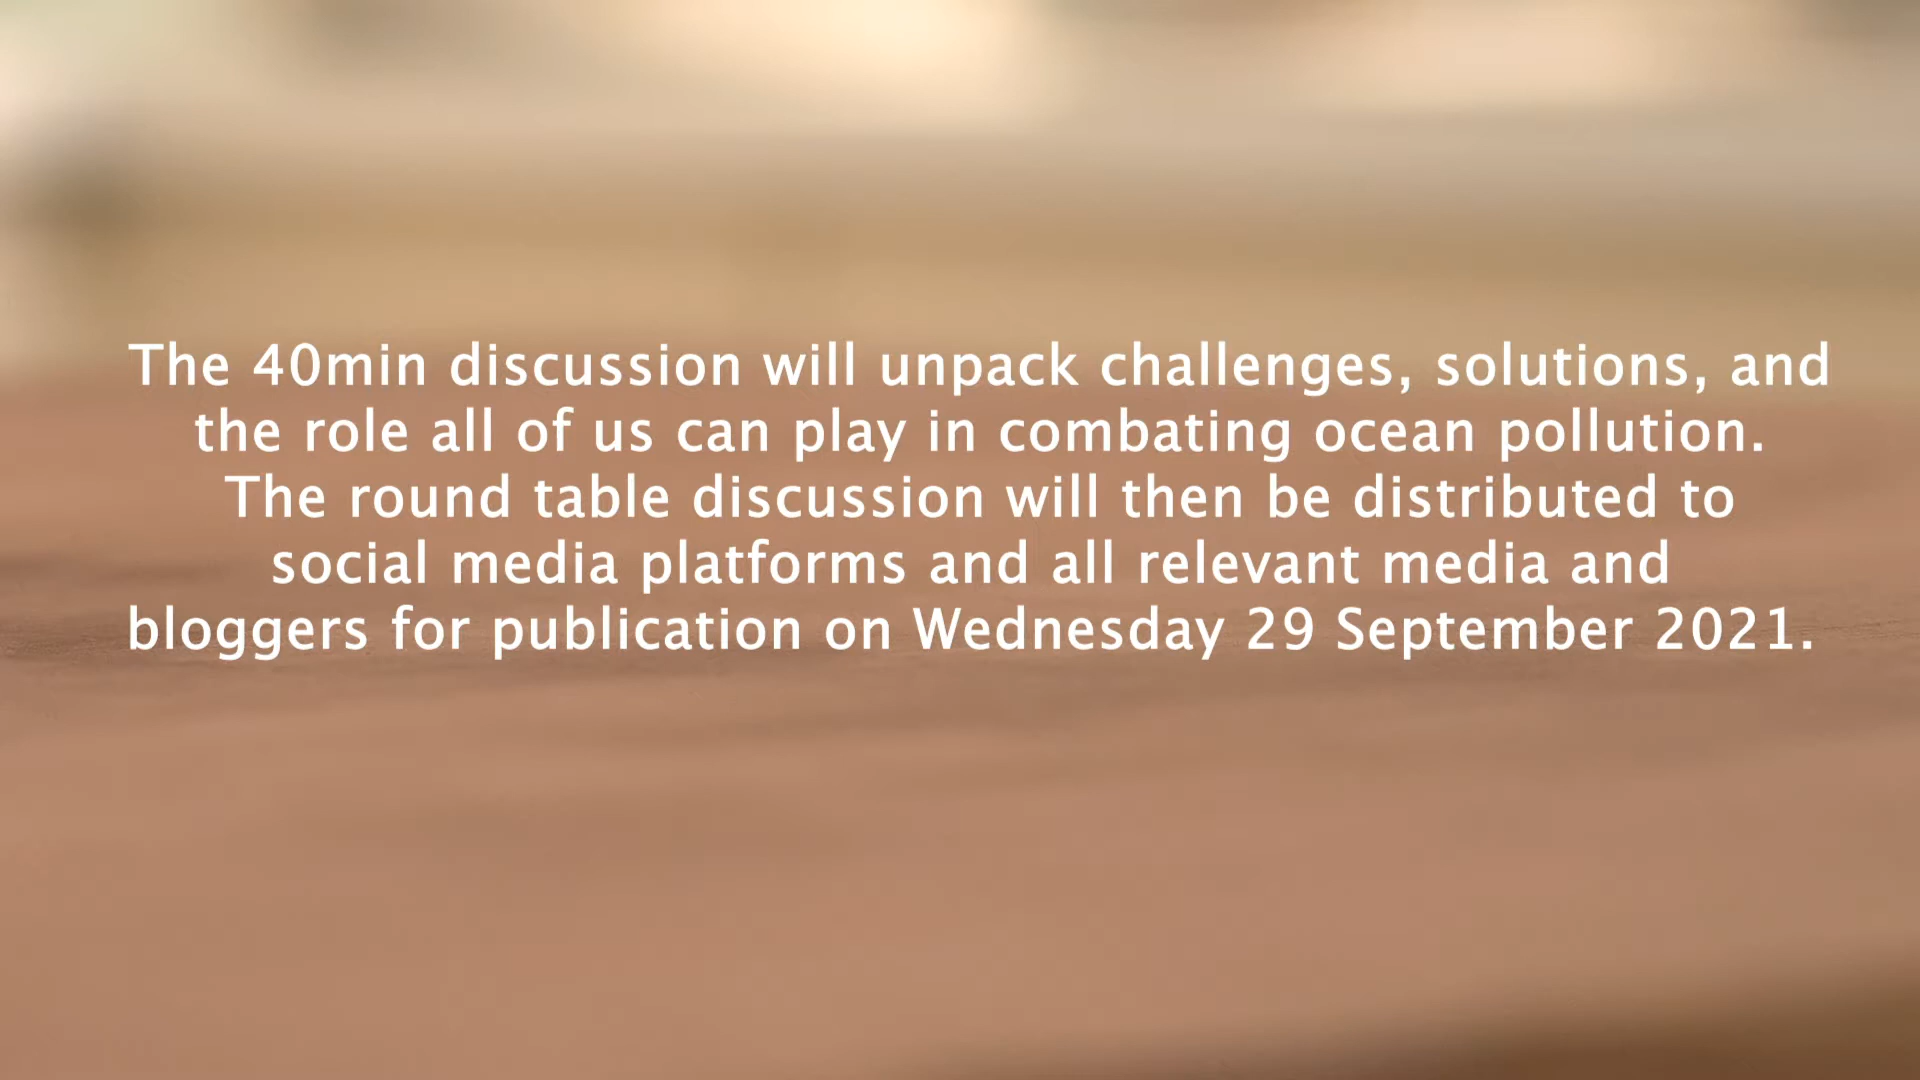 The 40min discussion will unpack challenges, solutions, and
the role all of us can play in combating ocean pollution.
The round table discussion will then be distributed to
social media platforms and all relevant media and
bloggers for publication on Wednesday 29 September 2021.